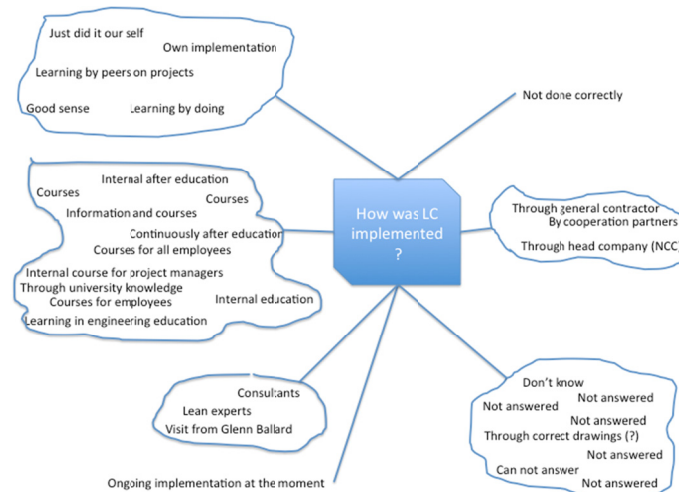 Just did it our self
Own implementation
Learning by peers on projects
Good sense
Learning by doing
Not done correctly
Internal after education
Courses
Courses
Information and courses
Continuously after education
Courses for all employees
Internal course for project managers
Through university knowledge
Courses for employees
Internal education
Learning in engineering education
How was LC
implemented
?
Through general contractor
By cooperation partners
Through head company (NCC)
Consultants
Lean experts
Visit from Glenn Ballard
Ongoing implementation at the moment
Don't know
Not answered
Not answered
Not answered
Through correct drawings (?)
Not answered
Can not answer
Not answered